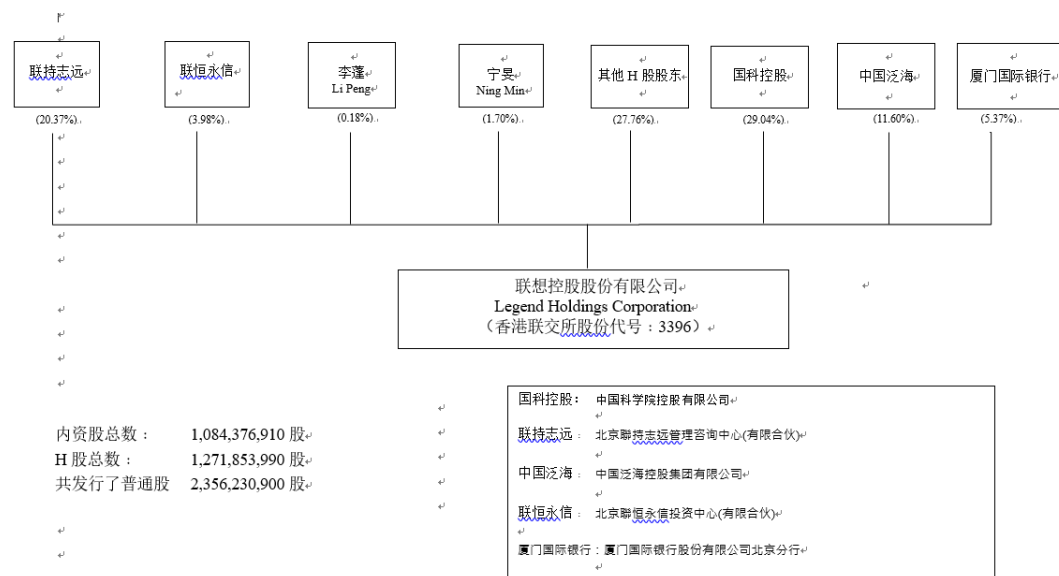 联持志远
联恒永信
李蓬
Li Peng
宁旻
Ning Min
其他 H 股股东
国科控股
中国泛海
厦门国际银行
(20.37%)
(3.98%)
(0.18%)
(1.70%)
(27.76%)
(29.04%)
(11.60%)
(5.37%)
联想控股股份有限公司
Legend Holdings Corporation
（香港联交所股份代号：3396）
内资股总数： 1,084,376,910 股
H 股总数： 1,271,853,990 股
共发行了普通股 2,356,230,900 股
国科控股： 中国科学院控股有限公司
联持志远： 北京聯持志遠管理咨询中心(有限合伙)
中国泛海： 中国泛海控股集团有限公司
联恒永信： 北京聯恒永信投资中心(有限合伙)
厦门国际银行：厦门国际银行股份有限公司北京分行